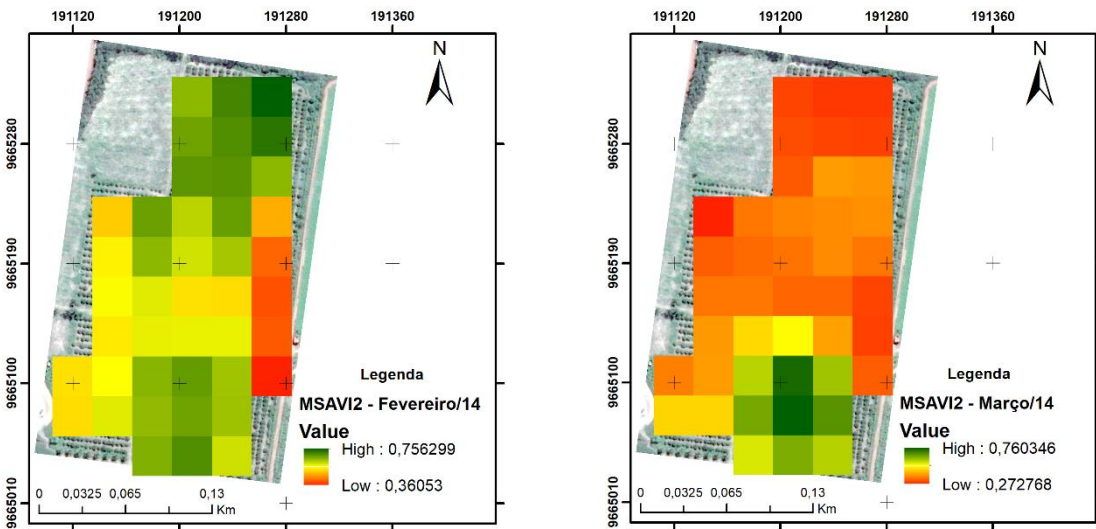 191120 191200 191280 191360
N
9665280
9665190
9665100
9665010
Legenda
MSAVI2 - Fevereiro/14
Value
High : 0,756299
Low : 0,36053
0 0,0325 0,065 0,13
Km
191120 191200 191280 191360
N
9665280
9665190
9665100
9665010
Legenda
MSAVI2 - Março/14
Value
High : 0,760346
Low : 0,272768
0 0,0325 0,065 0,13
Km